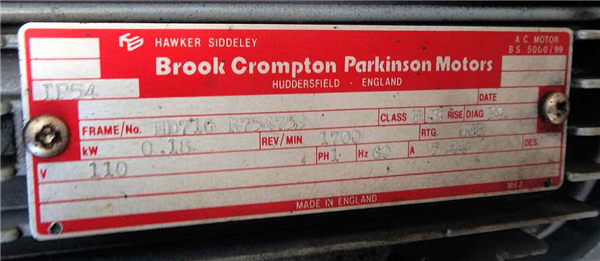 HAWKER SIDDELEY
A.C. MOTOR
BS 5000/99
Brook Crompton Parkinson Motors
HUDDERSFIELD - ENGLAND
IP54
DATE
FRAME/No. CLASS RISE DIAG
kW 0.18 REV/MIN 1700 RTG.
V 110 PH 1 Hz 60 A DES.
MADE IN ENGLAND